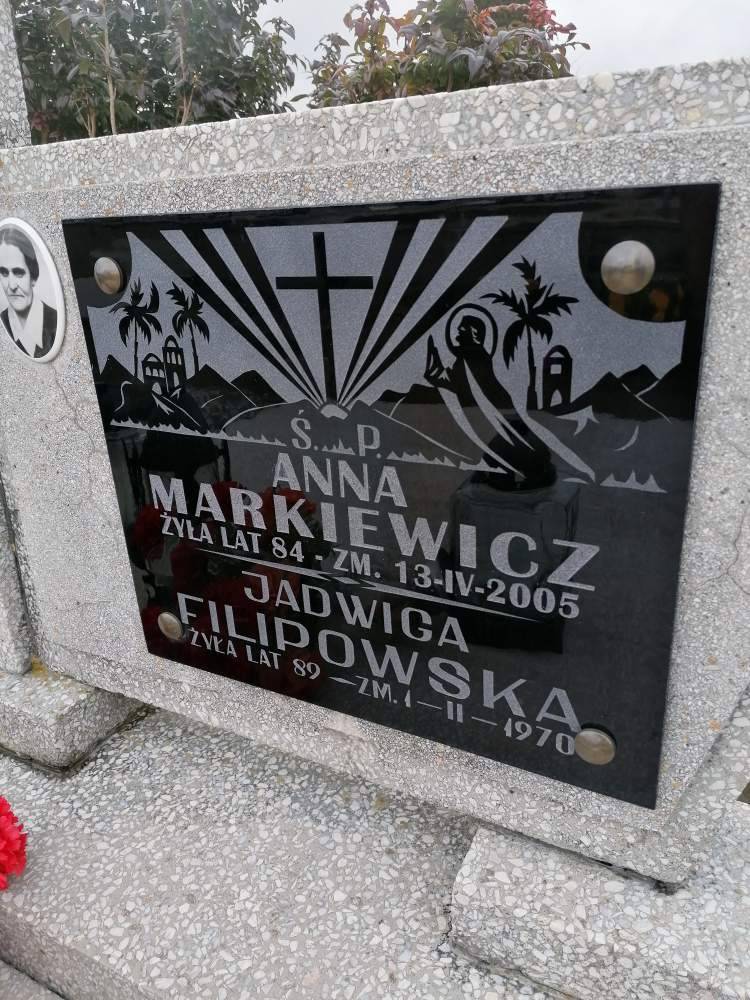 Ś. P.
ANNA
MARKIEWICZ
ŻYŁA LAT 84 - ZM. 13-IV-2005
JADWIGA
FILIPOWSKA
ŻYŁA LAT 89 - ZM. 1 - II - 1970